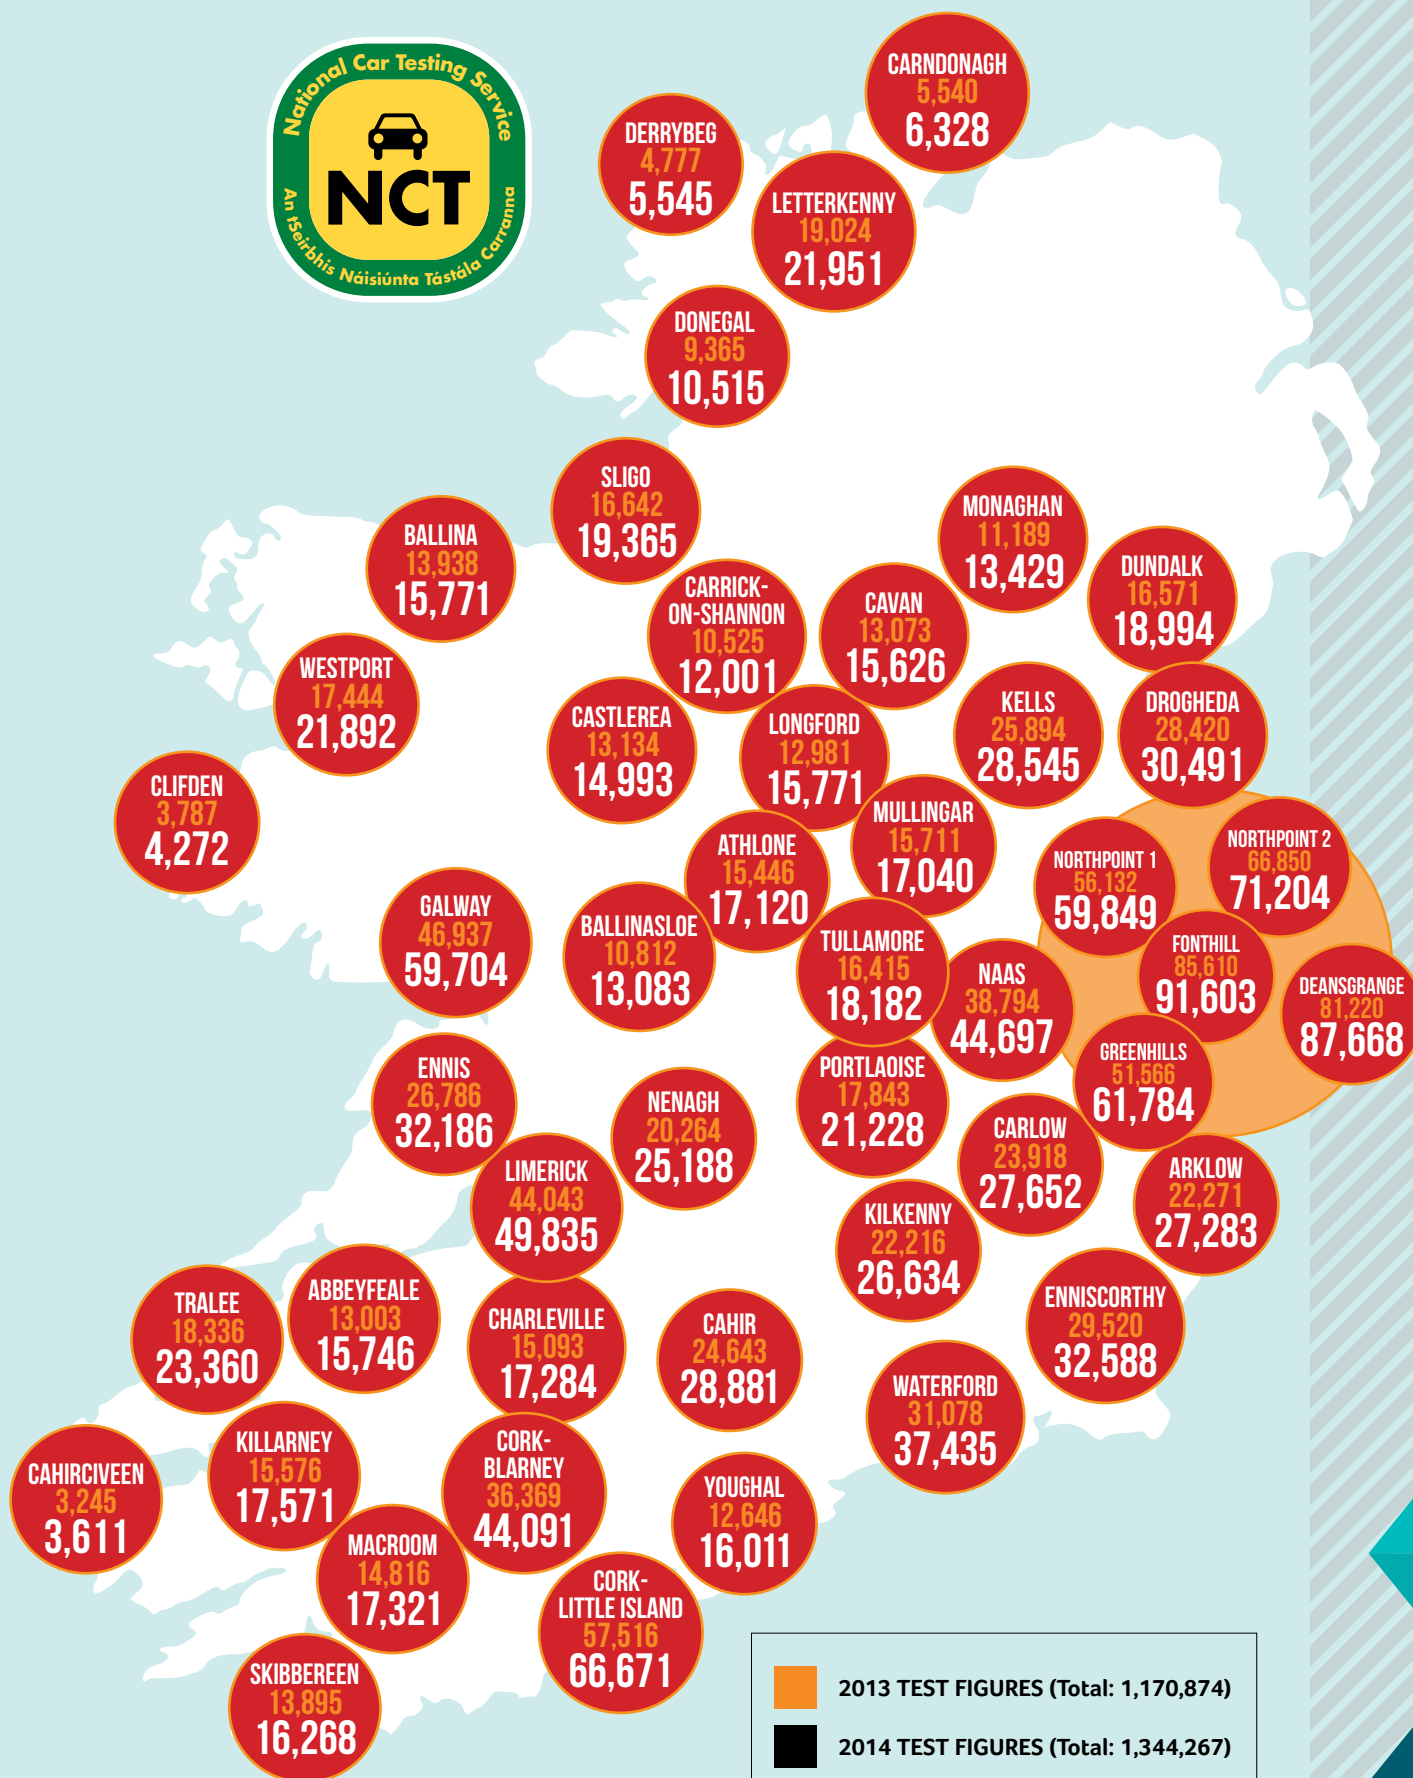 National Car Testing Service
NCT
An tSeirbhís Náisiúnta Tástála Carranna
CARNDONAGH
5,540
6,328
DERRYBEG
4,777
5,545
LETTERKENNY
19,024
21,951
DONEGAL
9,365
10,515
SLIGO
16,642
19,365
MONAGHAN
11,189
13,429
BALLINA
13,938
15,771
DUNDALK
16,571
18,994
CARRICK-
ON-SHANNON
10,525
12,001
CAVAN
13,073
15,626
WESTPORT
17,444
21,892
CASTLEREA
13,134
14,993
LONGFORD
12,981
15,771
KELLS
25,894
28,545
DROGHEDA
28,420
30,491
CLIFDEN
3,787
4,272
MULLINGAR
15,711
17,040
ATHLONE
15,446
17,120
NORTHPOINT 1
56,132
59,849
NORTHPOINT 2
66,850
71,204
GALWAY
46,937
59,704
BALLINASLOE
10,812
13,083
TULLAMORE
16,415
18,182
NAAS
38,794
44,697
FONTHILL
85,610
91,603
DEANSGRANGE
81,220
87,668
GREENHILLS
51,566
61,784
ENNIS
26,786
32,186
NENAGH
20,264
25,188
PORTLAOISE
17,843
21,228
CARLOW
23,918
27,652
ARKLOW
22,271
27,283
LIMERICK
44,043
49,835
KILKENNY
22,216
26,634
ENNISCORTHY
29,520
32,588
TRALEE
18,336
23,360
ABBEYFEALE
13,003
15,746
CHARLEVILLE
15,093
17,284
CAHIR
24,643
28,881
WATERFORD
31,078
37,435
CAHIRCIVEEN
3,245
3,611
KILLARNEY
15,576
17,571
CORK-
BLARNEY
36,369
44,091
YOUGHAL
12,646
16,011
MACROOM
14,816
17,321
CORK-
LITTLE ISLAND
57,516
66,671
SKIBBEREEN
13,895
16,268
2013 TEST FIGURES (Total: 1,170,874)
2014 TEST FIGURES (Total: 1,344,267)